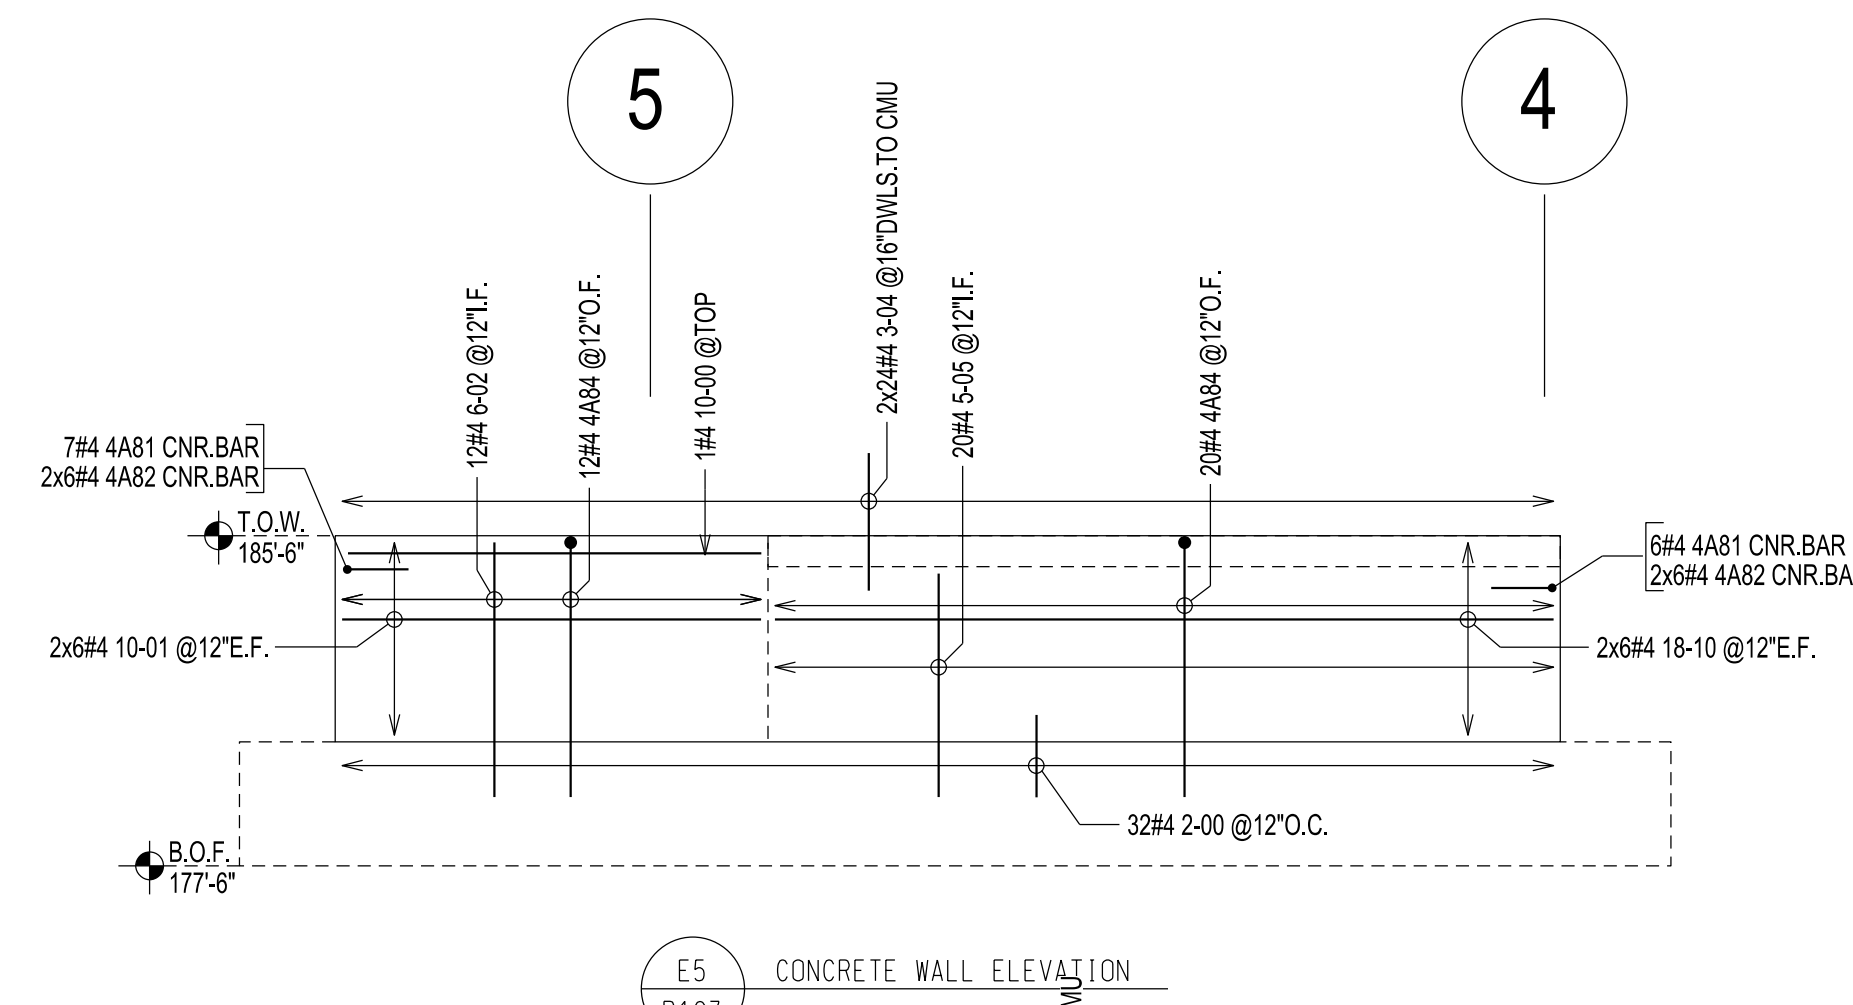 5
4
2x24#4 3-04 @16"DWLS.TO CMU
12#4 6-02 @12"I.F.
12#4 4A84 @12"O.F.
1#4 10-00 @TOP
20#4 5-05 @12"I.F.
20#4 4A84 @12"O.F.
7#4 4A81 CNR.BAR
2x6#4 4A82 CNR.BAR
T.O.W.
185'-6"
6#4 4A81 CNR.BAR
2x6#4 4A82 CNR.BA
2x6#4 10-01 @12"E.F.
2x6#4 18-10 @12"E.F.
32#4 2-00 @12"O.C.
B.O.F.
177'-6"
E5
CONCRETE WALL ELEVATION
MU